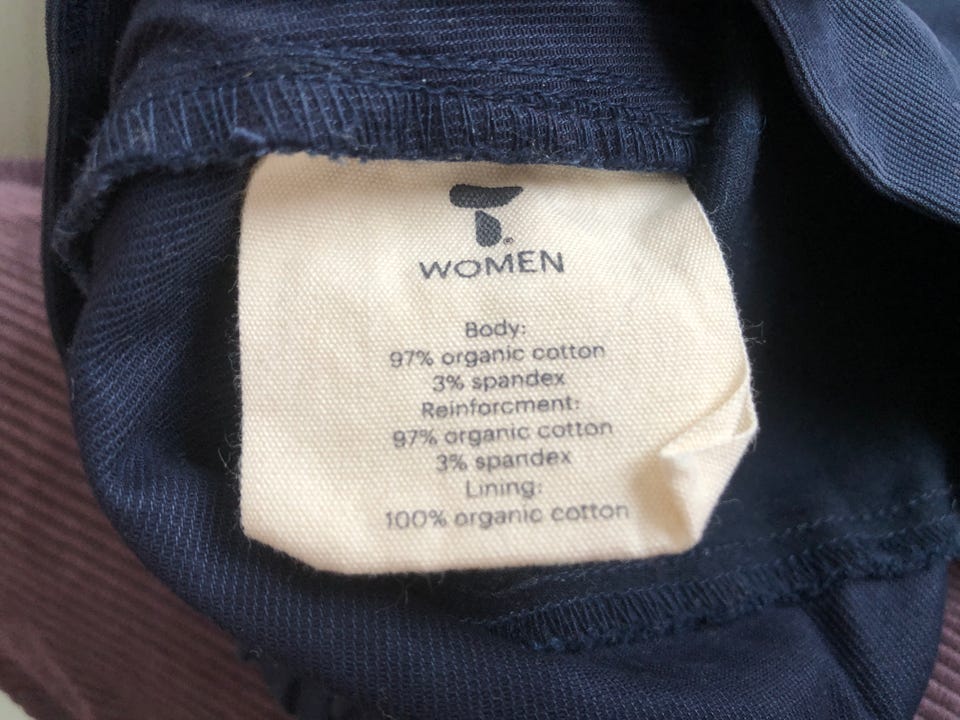 WOMEN
Body:
97% organic cotton
3% spandex
Reinforcment:
97% organic cotton
3% spandex
Lining:
100% organic cotton